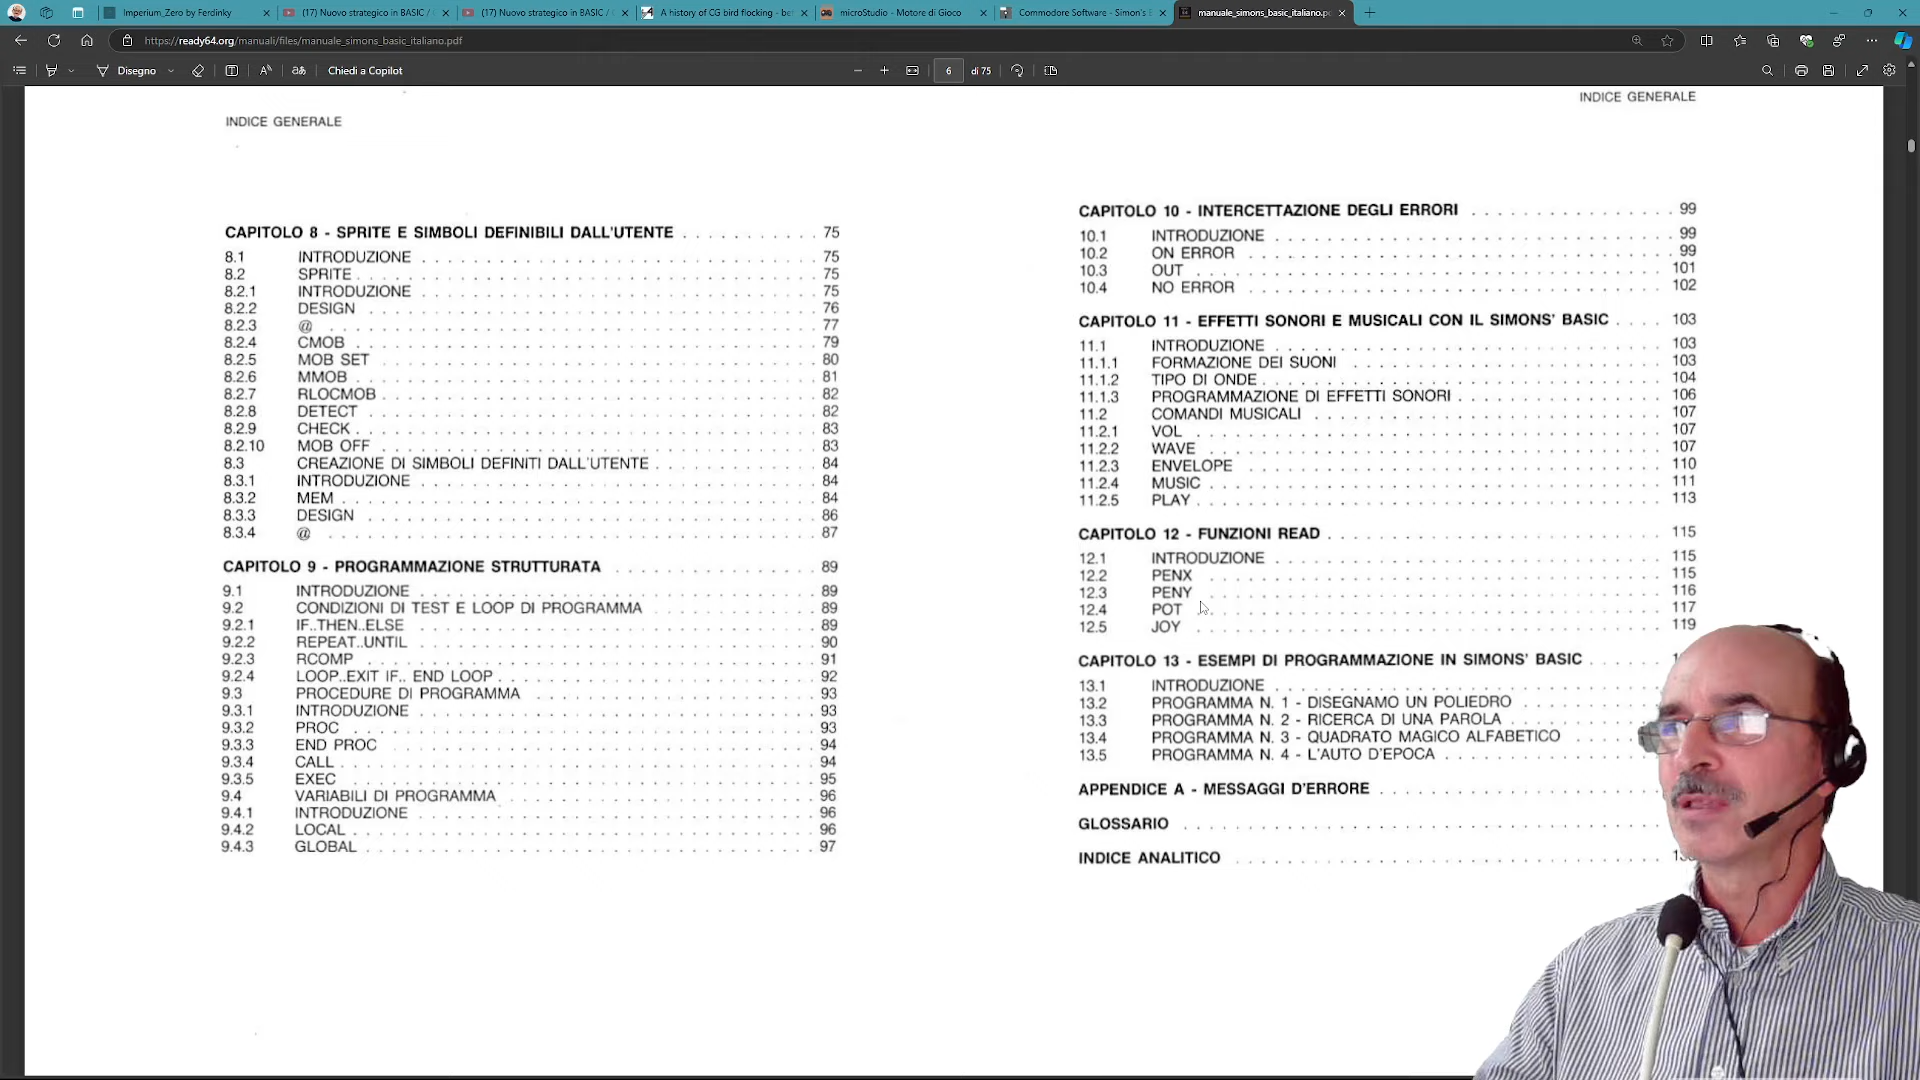 Imperium_Zero by Ferdinky
(17) Nuovo strategico in BASIC /
(17) Nuovo strategico in BASIC /
A history of CG bird flocking - be
microStudio - Motore di Gioco
Commodore Software - Simon's B
manuale_simons_basic_italiano.p
https://ready64.org/manuali/files/manuale_simons_basic_italiano.pdf
Disegno
Chiedi a Copilot
6 di 75
INDICE GENERALE
CAPITOLO 8 - SPRITE E SIMBOLI DEFINIBILI DALL'UTENTE . . . . . . . . . . . 75
8.1 INTRODUZIONE 75
8.2 SPRITE 75
8.2.1 INTRODUZIONE 75
8.2.2 DESIGN 76
8.2.3 @ 77
8.2.4 CMOB 79
8.2.5 MOB SET 80
8.2.6 MMOB 81
8.2.7 RLOCMOB 82
8.2.8 DETECT 82
8.2.9 CHECK 83
8.2.10 MOB OFF 83
8.3 CREAZIONE DI SIMBOLI DEFINITI DALL'UTENTE 84
8.3.1 INTRODUZIONE 84
8.3.2 MEM 84
8.3.3 DESIGN 86
8.3.4 @ 87
CAPITOLO 9 - PROGRAMMAZIONE STRUTTURATA 89
9.1 INTRODUZIONE 89
9.2 CONDIZIONI DI TEST E LOOP DI PROGRAMMA 89
9.2.1 IF..THEN..ELSE 89
9.2.2 REPEAT..UNTIL 90
9.2.3 RCOMP 91
9.2.4 LOOP..EXIT IF.. END LOOP 92
9.3 PROCEDURE DI PROGRAMMA 93
9.3.1 INTRODUZIONE 93
9.3.2 PROC 93
9.3.3 END PROC 94
9.3.4 CALL 94
9.3.5 EXEC 95
9.4 VARIABILI DI PROGRAMMA 96
9.4.1 INTRODUZIONE 96
9.4.2 LOCAL 96
9.4.3 GLOBAL 97
INDICE GENERALE
CAPITOLO 10 - INTERCETTAZIONE DEGLI ERRORI 99
10.1 INTRODUZIONE 99
10.2 ON ERROR 99
10.3 OUT 101
10.4 NO ERROR 102
CAPITOLO 11 - EFFETTI SONORI E MUSICALI CON IL SIMONS' BASIC 103
11.1 INTRODUZIONE 103
11.1.1 FORMAZIONE DEI SUONI 103
11.1.2 TIPO DI ONDE 104
11.1.3 PROGRAMMAZIONE DI EFFETTI SONORI 106
11.2 COMANDI MUSICALI 107
11.2.1 VOL 107
11.2.2 WAVE 107
11.2.3 ENVELOPE 110
11.2.4 MUSIC 111
11.2.5 PLAY 113
CAPITOLO 12 - FUNZIONI READ 115
12.1 INTRODUZIONE 115
12.2 PENX 115
12.3 PENY 116
12.4 POT 117
12.5 JOY 119
CAPITOLO 13 - ESEMPI DI PROGRAMMAZIONE IN SIMONS' BASIC
13.1 INTRODUZIONE
13.2 PROGRAMMA N. 1 - DISEGNAMO UN POLIEDRO
13.3 PROGRAMMA N. 2 - RICERCA DI UNA PAROLA
13.4 PROGRAMMA N. 3 - QUADRATO MAGICO ALFABETICO
13.5 PROGRAMMA N. 4 - L'AUTO D'EPOCA
APPENDICE A - MESSAGGI D'ERRORE
GLOSSARIO
INDICE ANALITICO